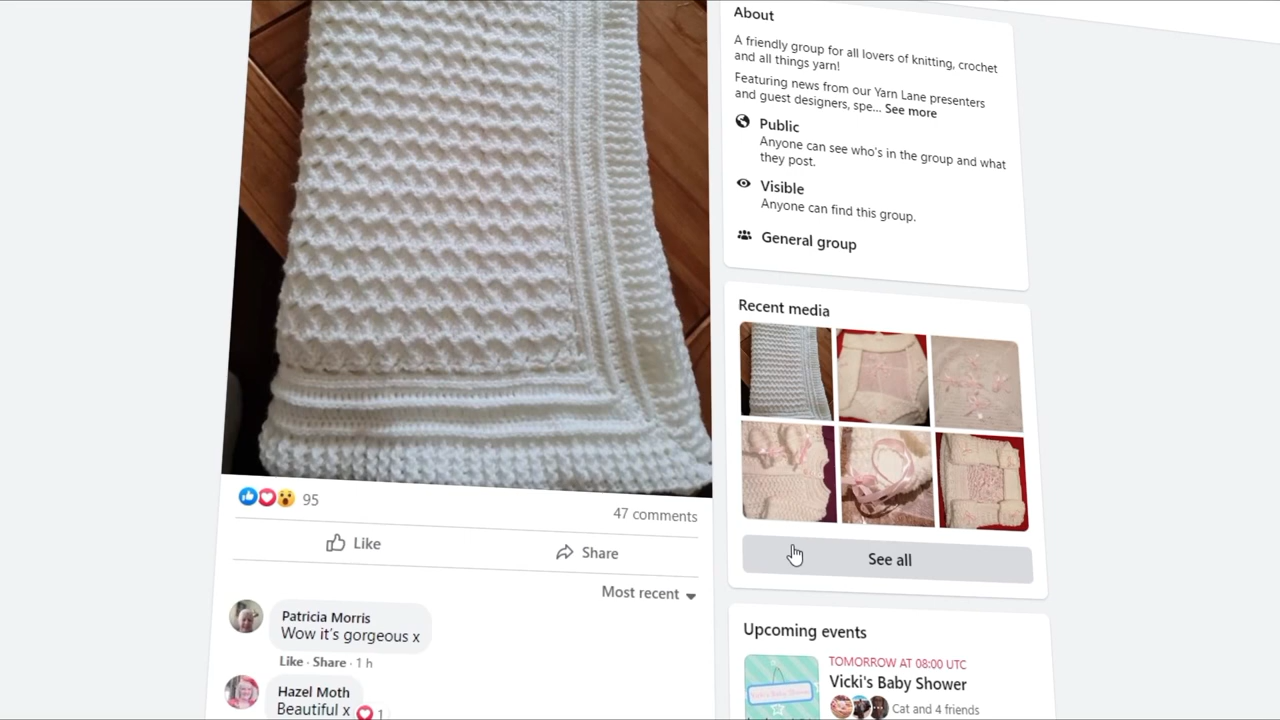 About
A friendly group for all lovers of knitting, crochet
and all things yarn!
Featuring news from our Yarn Lane presenters
and guest designers, spe... See more
Public
Anyone can see who's in the group and what
they post.
Visible
Anyone can find this group.
General group
Recent media
See all
95
47 comments
Like
Share
Most recent
Patricia Morris
Wow it's gorgeous x
Like · Share · 1 h
Hazel Moth
Beautiful x
1
Upcoming events
TOMORROW AT 08:00 UTC
Vicki's Baby Shower
Cat and 4 friends
Vicki's Baby Shower